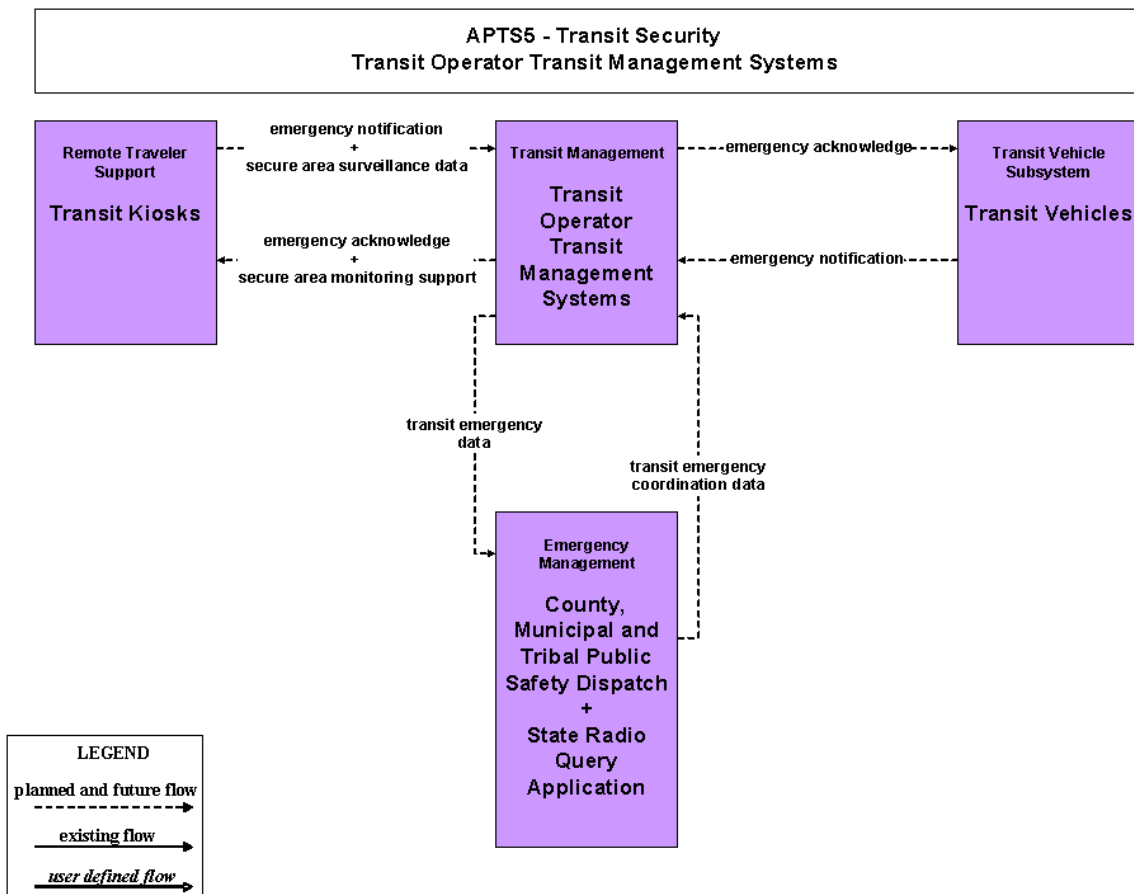 APTS5 - Transit Security
Transit Operator Transit Management Systems
Remote Traveler
Support
Transit Kiosks
emergency notification
+
secure area surveillance data
emergency acknowledge
+
secure area monitoring support
Transit Management
Transit
Operator
Transit
Management
Systems
emergency acknowledge
emergency notification
Transit Vehicle
Subsystem
Transit Vehicles
transit emergency
data
transit emergency
coordination data
Emergency
Management
County,
Municipal and
Tribal Public
Safety Dispatch
+
State Radio
Query
Application
LEGEND
planned and future flow
existing flow
user defined flow